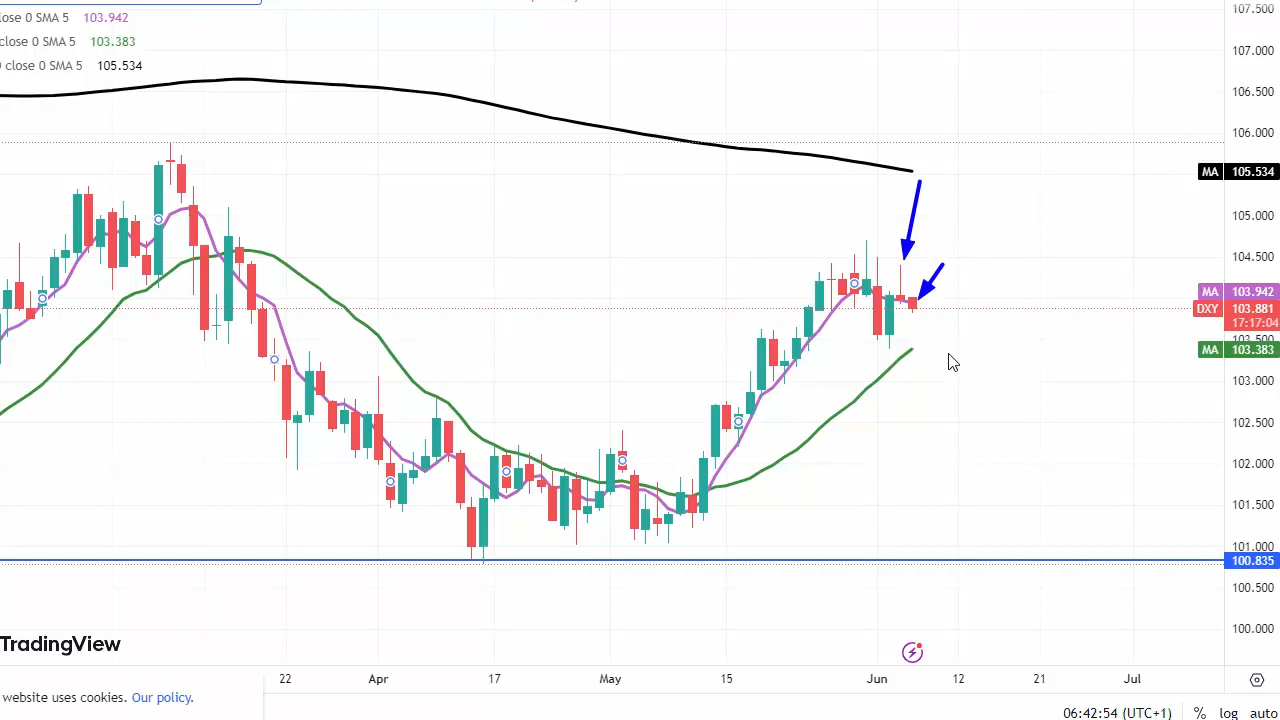 lose 0 SMA 5 103.942
close 0 SMA 5 103.383
close 0 SMA 5 105.534
107.500
107.000
106.500
106.000
MA 105.534
105.000
104.500
MA 103.942
DXY 103.881
17:17:04
103.500
MA 103.383
103.000
102.500
102.000
101.500
101.000
100.835
100.500
100.000
TradingView
22 Apr 17 May 15 Jun 12 21 Jul
website uses cookies. Our policy.
06:42:54 (UTC+1) % log auto